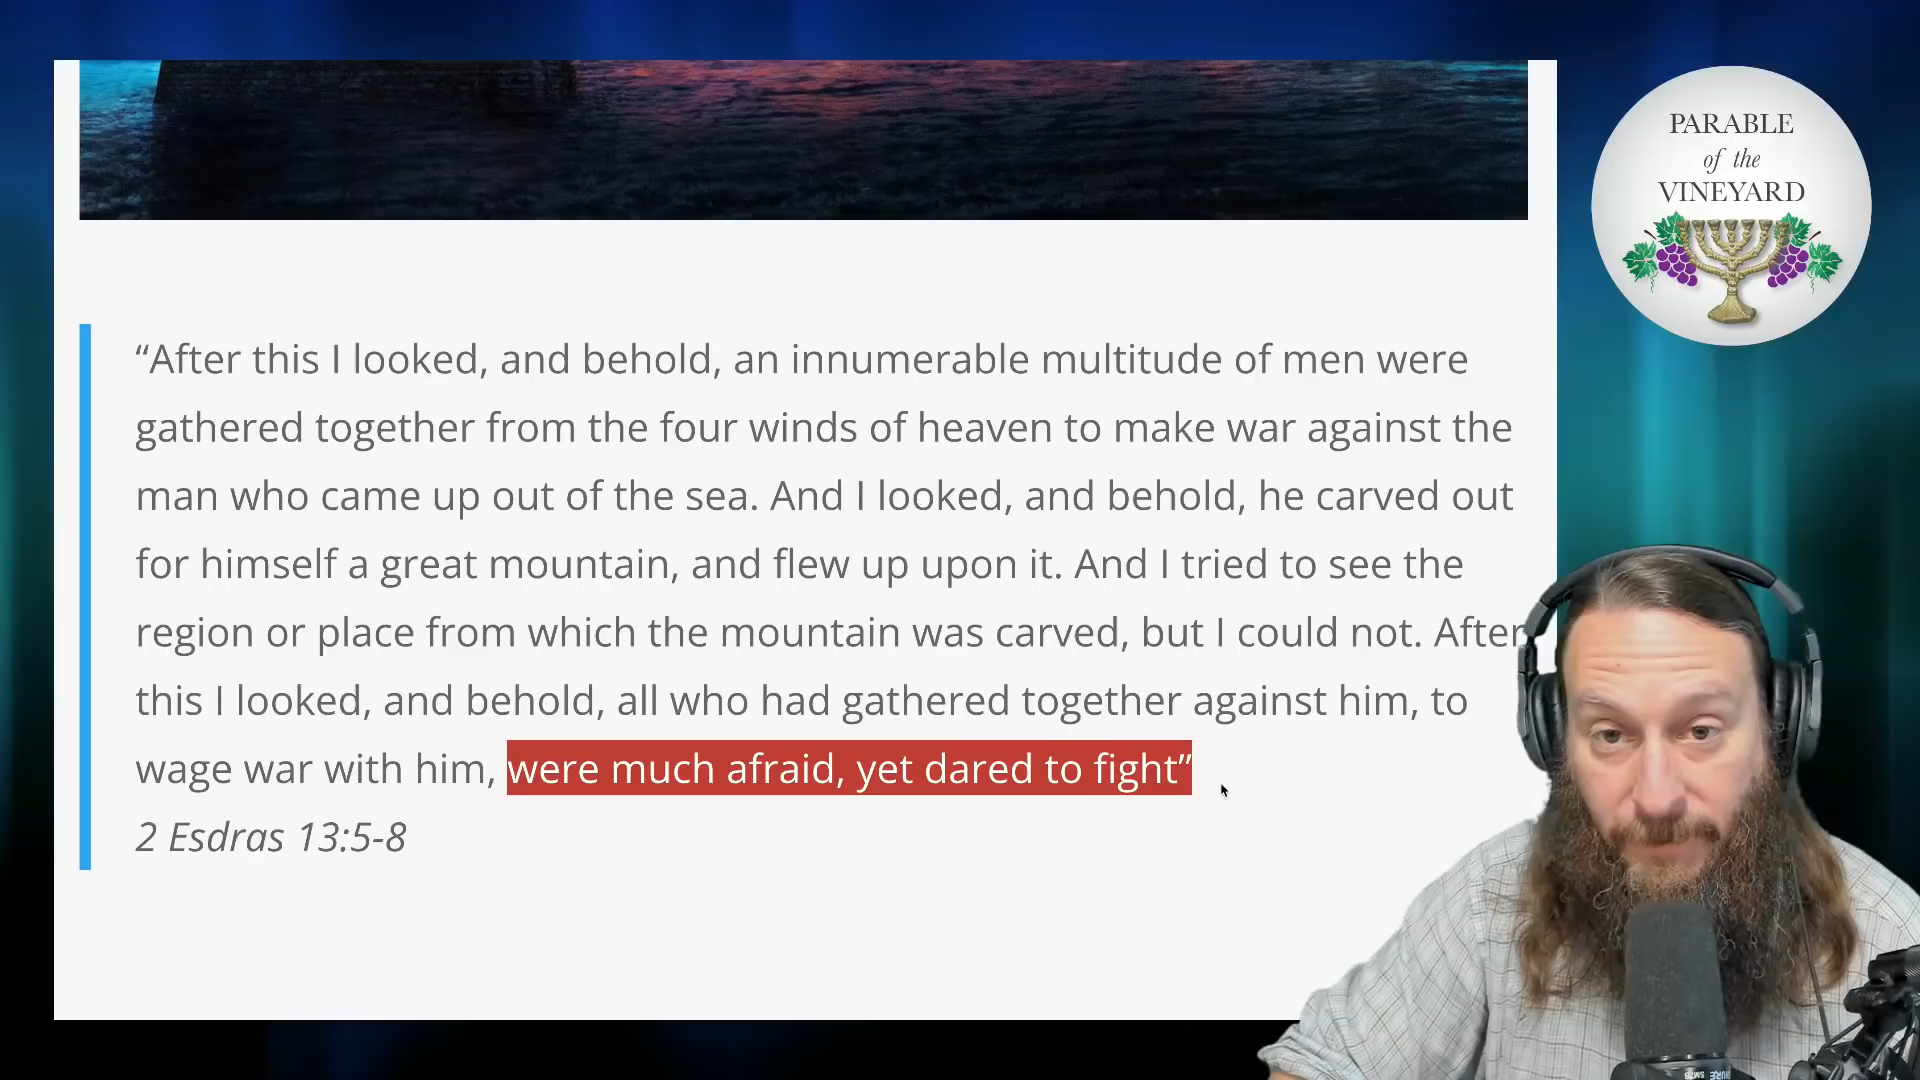 PARABLE
of the
VINEYARD
“After this I looked, and behold, an innumerable multitude of men were
gathered together from the four winds of heaven to make war against the
man who came up out of the sea. And I looked, and behold, he carved out
for himself a great mountain, and flew up upon it. And I tried to see the
region or place from which the mountain was carved, but I could not. After
this I looked, and behold, all who had gathered together against him, to
wage war with him, were much afraid, yet dared to fight”
2 Esdras 13:5-8
SHURE SM7B